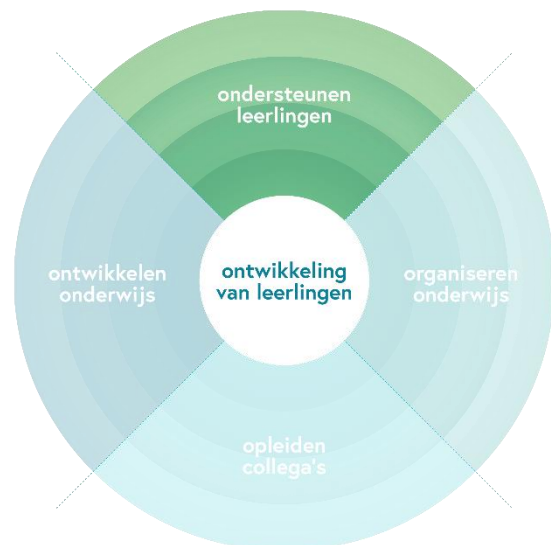 ondersteunen
leerlingen
ontwikkelen
onderwijs
ontwikkeling
van leerlingen
organiseren
onderwijs
opleiden
collega's